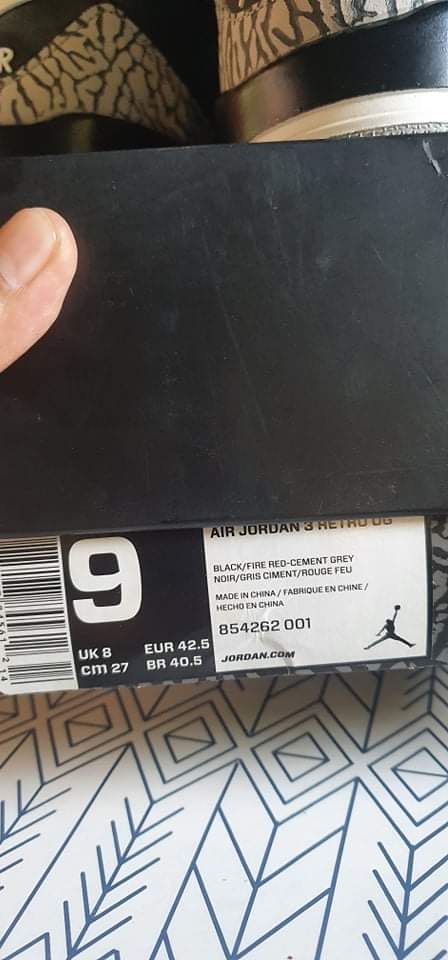 R
AIR JORDAN 3 RETRO OG
9
BLACK/FIRE RED-CEMENT GREY
NOIR/GRIS CIMENT/ROUGE FEU
MADE IN CHINA / FABRIQUE EN CHINE /
HECHO EN CHINA
854262 001
UK 8 EUR 42.5
CM 27 BR 40.5
JORDAN.COM